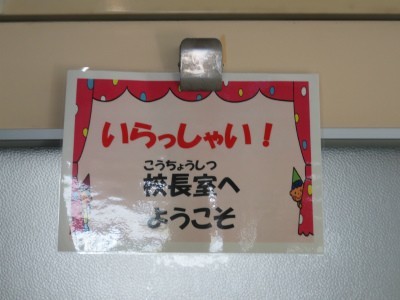 いらっしゃい！
こうちょうしつ
校長室へ
ようこそ